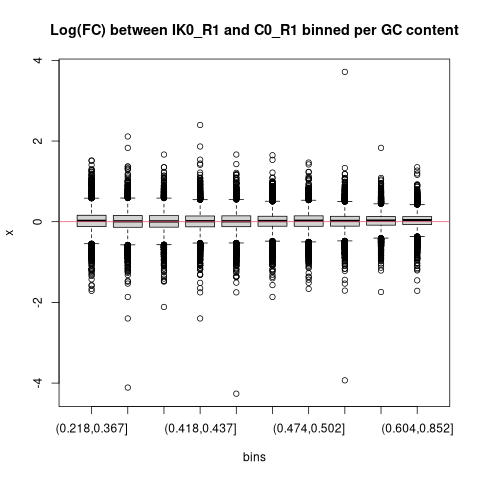 Log(FC) between IK0_R1 and C0_R1 binned per GC content
4
2
0
-2
-4
x
(0.218,0.367] (0.418,0.437] (0.474,0.502] (0.604,0.852]
bins